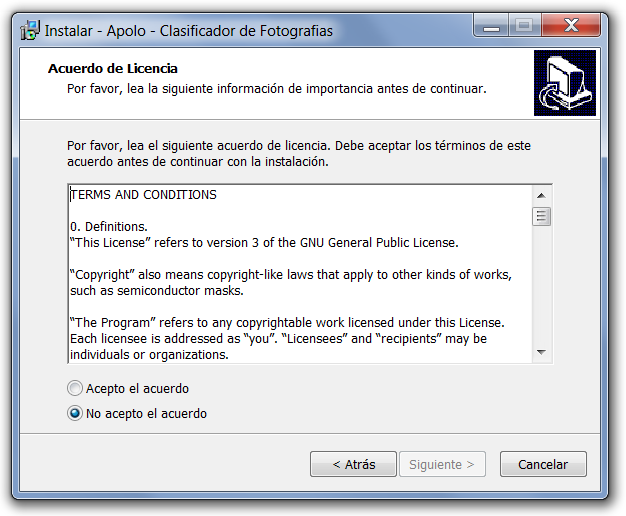 Instalar - Apolo - Clasificador de Fotografias
Acuerdo de Licencia
Por favor, lea la siguiente información de importancia antes de continuar.
Por favor, lea el siguiente acuerdo de licencia. Debe aceptar los términos de este
acuerdo antes de continuar con la instalación.
TERMS AND CONDITIONS
0. Definitions.
“This License” refers to version 3 of the GNU General Public License.
“Copyright” also means copyright-like laws that apply to other kinds of works,
such as semiconductor masks.
“The Program” refers to any copyrightable work licensed under this License.
Each licensee is addressed as “you”. “Licensees” and “recipients” may be
individuals or organizations.
Acepto el acuerdo
No acepto el acuerdo
< Atrás
Siguiente >
Cancelar